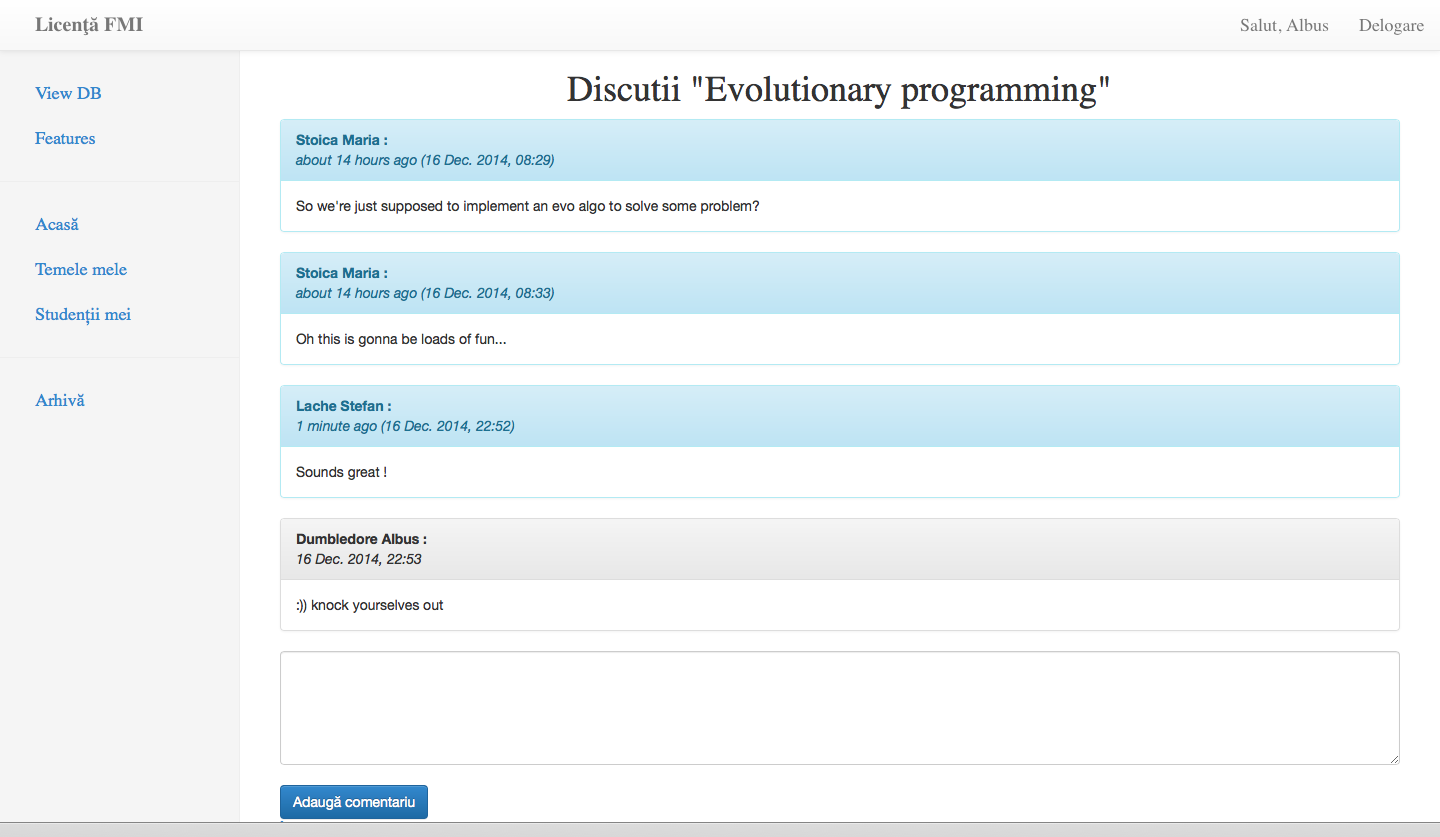 Licenţă FMI
Salut, Albus
Delogare
View DB
Features
Acasă
Temele mele
Studenții mei
Arhivă
Discutii "Evolutionary programming"
Stoica Maria :
about 14 hours ago (16 Dec. 2014, 08:29)
So we're just supposed to implement an evo algo to solve some problem?
Stoica Maria :
about 14 hours ago (16 Dec. 2014, 08:33)
Oh this is gonna be loads of fun...
Lache Stefan :
1 minute ago (16 Dec. 2014, 22:52)
Sounds great !
Dumbledore Albus :
16 Dec. 2014, 22:53
:)) knock yourselves out
Adaugă comentariu